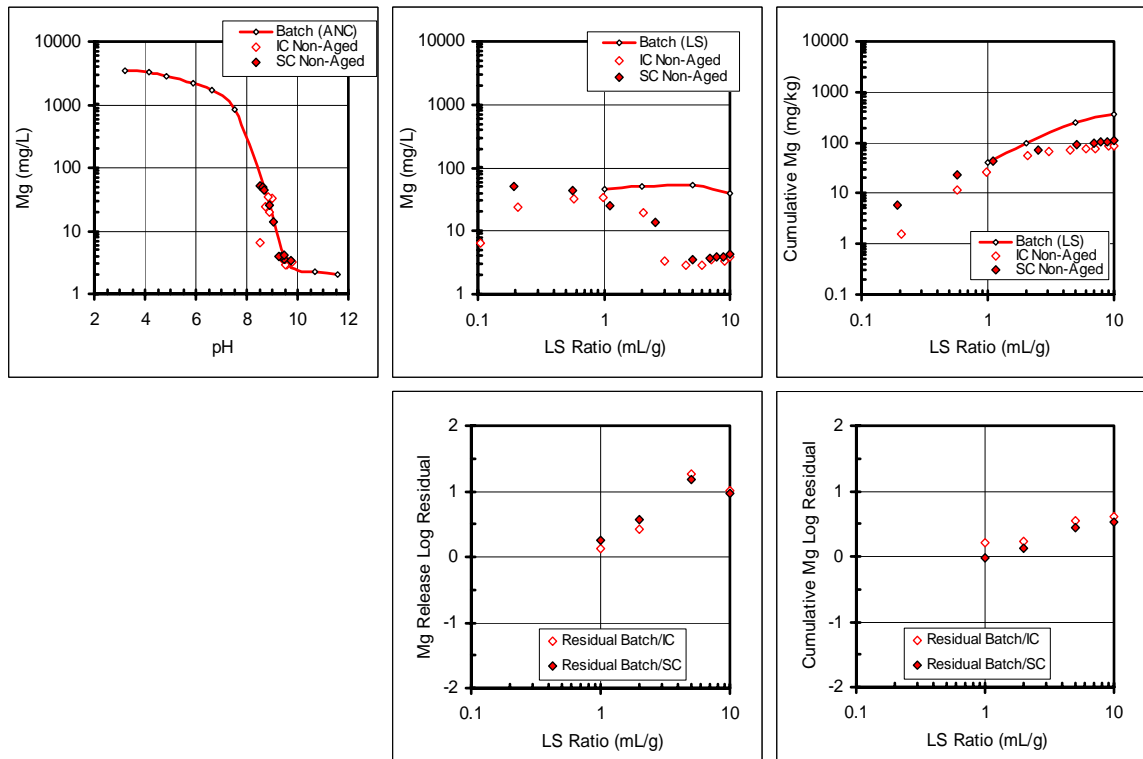 Batch (ANC)
IC Non-Aged
SC Non-Aged
10000
1000
100
10
1
Mg (mg/L)
2 4 6 8 10 12
pH
Batch (LS)
IC Non-Aged
SC Non-Aged
10000
1000
100
10
1
Mg (mg/L)
0.1 1 10
LS Ratio (mL/g)
10000
1000
100
10
1
0.1
Cumulative Mg (mg/kg)
Batch (LS)
IC Non-Aged
SC Non-Aged
0.1 1 10
LS Ratio (mL/g)
2
1
0
-1
-2
Mg Release Log Residual
Residual Batch/IC
Residual Batch/SC
0.1 1 10
LS Ratio (mL/g)
2
1
0
-1
-2
Cumulative Mg Log Residual
Residual Batch/IC
Residual Batch/SC
0.1 1 10
LS Ratio (mL/g)